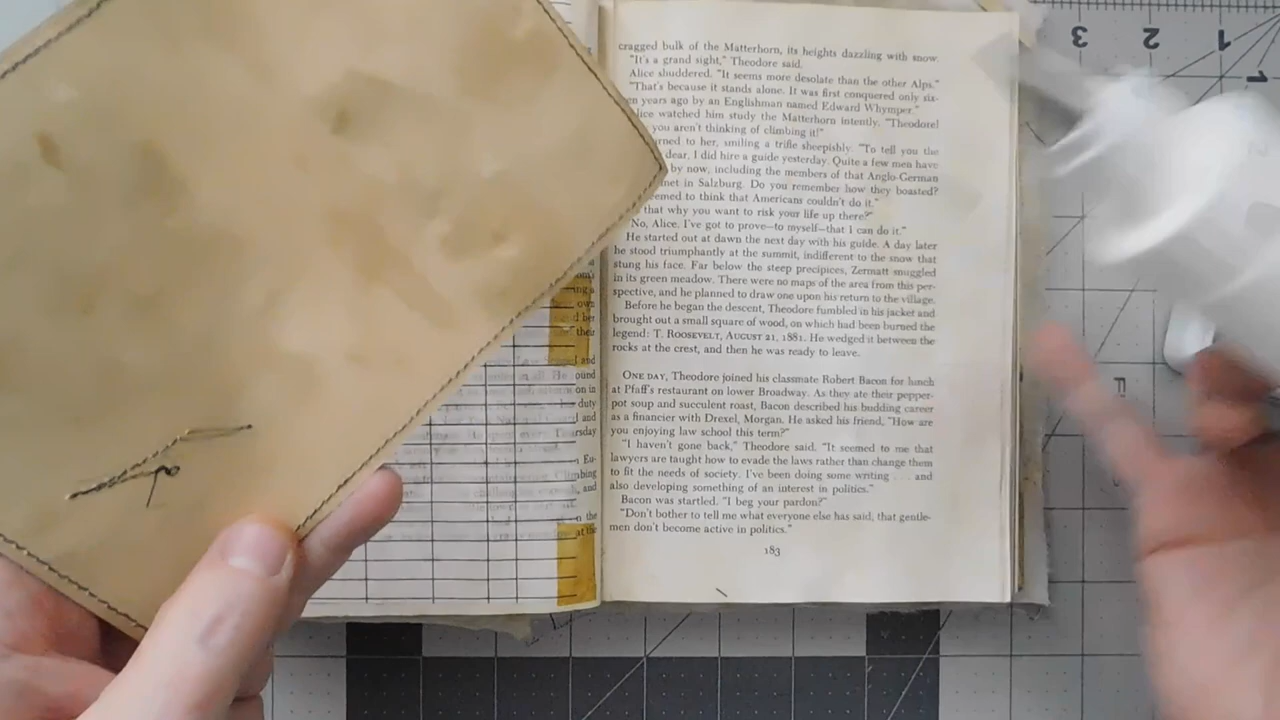 cragged bulk of the Matterhorn, its heights dazzling with snow.
"It's a grand sight," Theodore said.
Alice shuddered. "It seems more desolate than the other Alps."
"That's because it stands alone. It was first conquered only six-
en years ago by an Englishman named Edward Whymper."
lice watched him study the Matterhorn intently. "Theodore!
you aren't thinking of climbing it!"
urned to her, smiling a trifle sheepishly. "To tell you the
dear, I did hire a guide yesterday. Quite a few men have
by now, including the members of that Anglo-German
met in Salzburg. Do you remember how they boasted?
eemed to think that Americans couldn't do it."
that why you want to risk your life up there?"
No, Alice. I've got to prove—to myself—that I can do it."
He started out at dawn the next day with his guide. A day later
he stood triumphantly at the summit, indifferent to the snow that
stung his face. Far below the steep precipices, Zermatt snuggled
in its green meadow. There were no maps of the area from this per-
spective, and he planned to draw one upon his return to the village.
Before he began the descent, Theodore fumbled in his jacket and
brought out a small square of wood, on which had been burned the
legend: T. ROOSEVELT, AUGUST 21, 1881. He wedged it between the
rocks at the crest, and then he was ready to leave.
ONE DAY, Theodore joined his classmate Robert Bacon for lunch
at Pfaff's restaurant on lower Broadway. As they ate their pepper-
pot soup and succulent roast, Bacon described his budding career
as a financier with Drexel, Morgan. He asked his friend, "How are
you enjoying law school this term?"
"I haven't gone back," Theodore said. "It seemed to me that
lawyers are taught how to evade the laws rather than change them
to fit the needs of society. I've been doing some writing . . . and
also developing something of an interest in politics."
Bacon was startled. "I beg your pardon?"
"Don't bother to tell me what everyone else has said, that gentle-
men don't become active in politics."
183
3
2
1
1